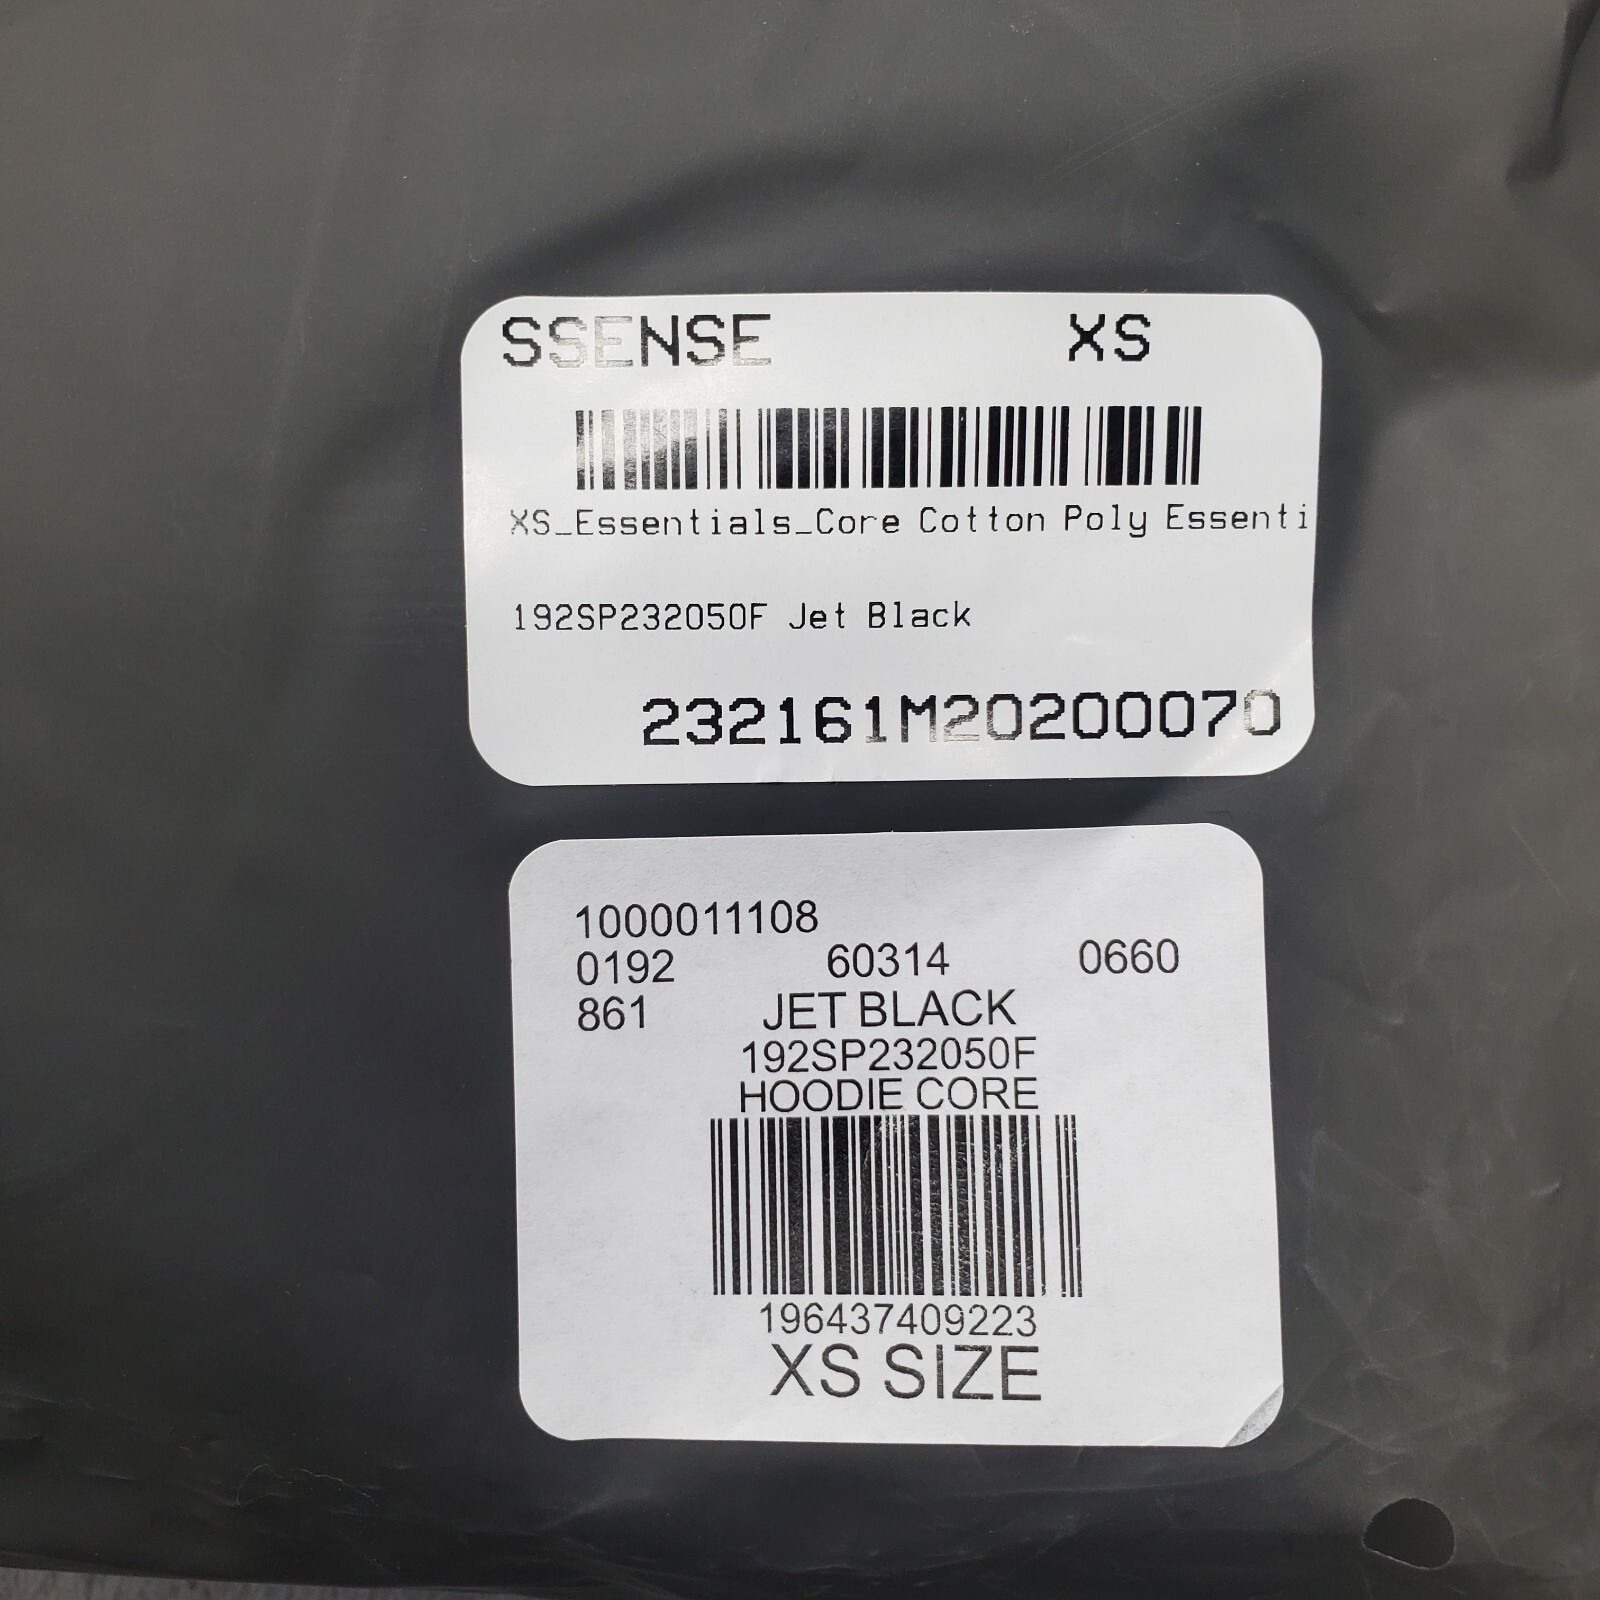 SSENSE XS
XS_Essentials_Core Cotton Poly Essenti
192SP232050F Jet Black
232161M20200070
1000011108
0192 60314 0660
861 JET BLACK
192SP232050F
HOODIE CORE
196437409223
XS SIZE